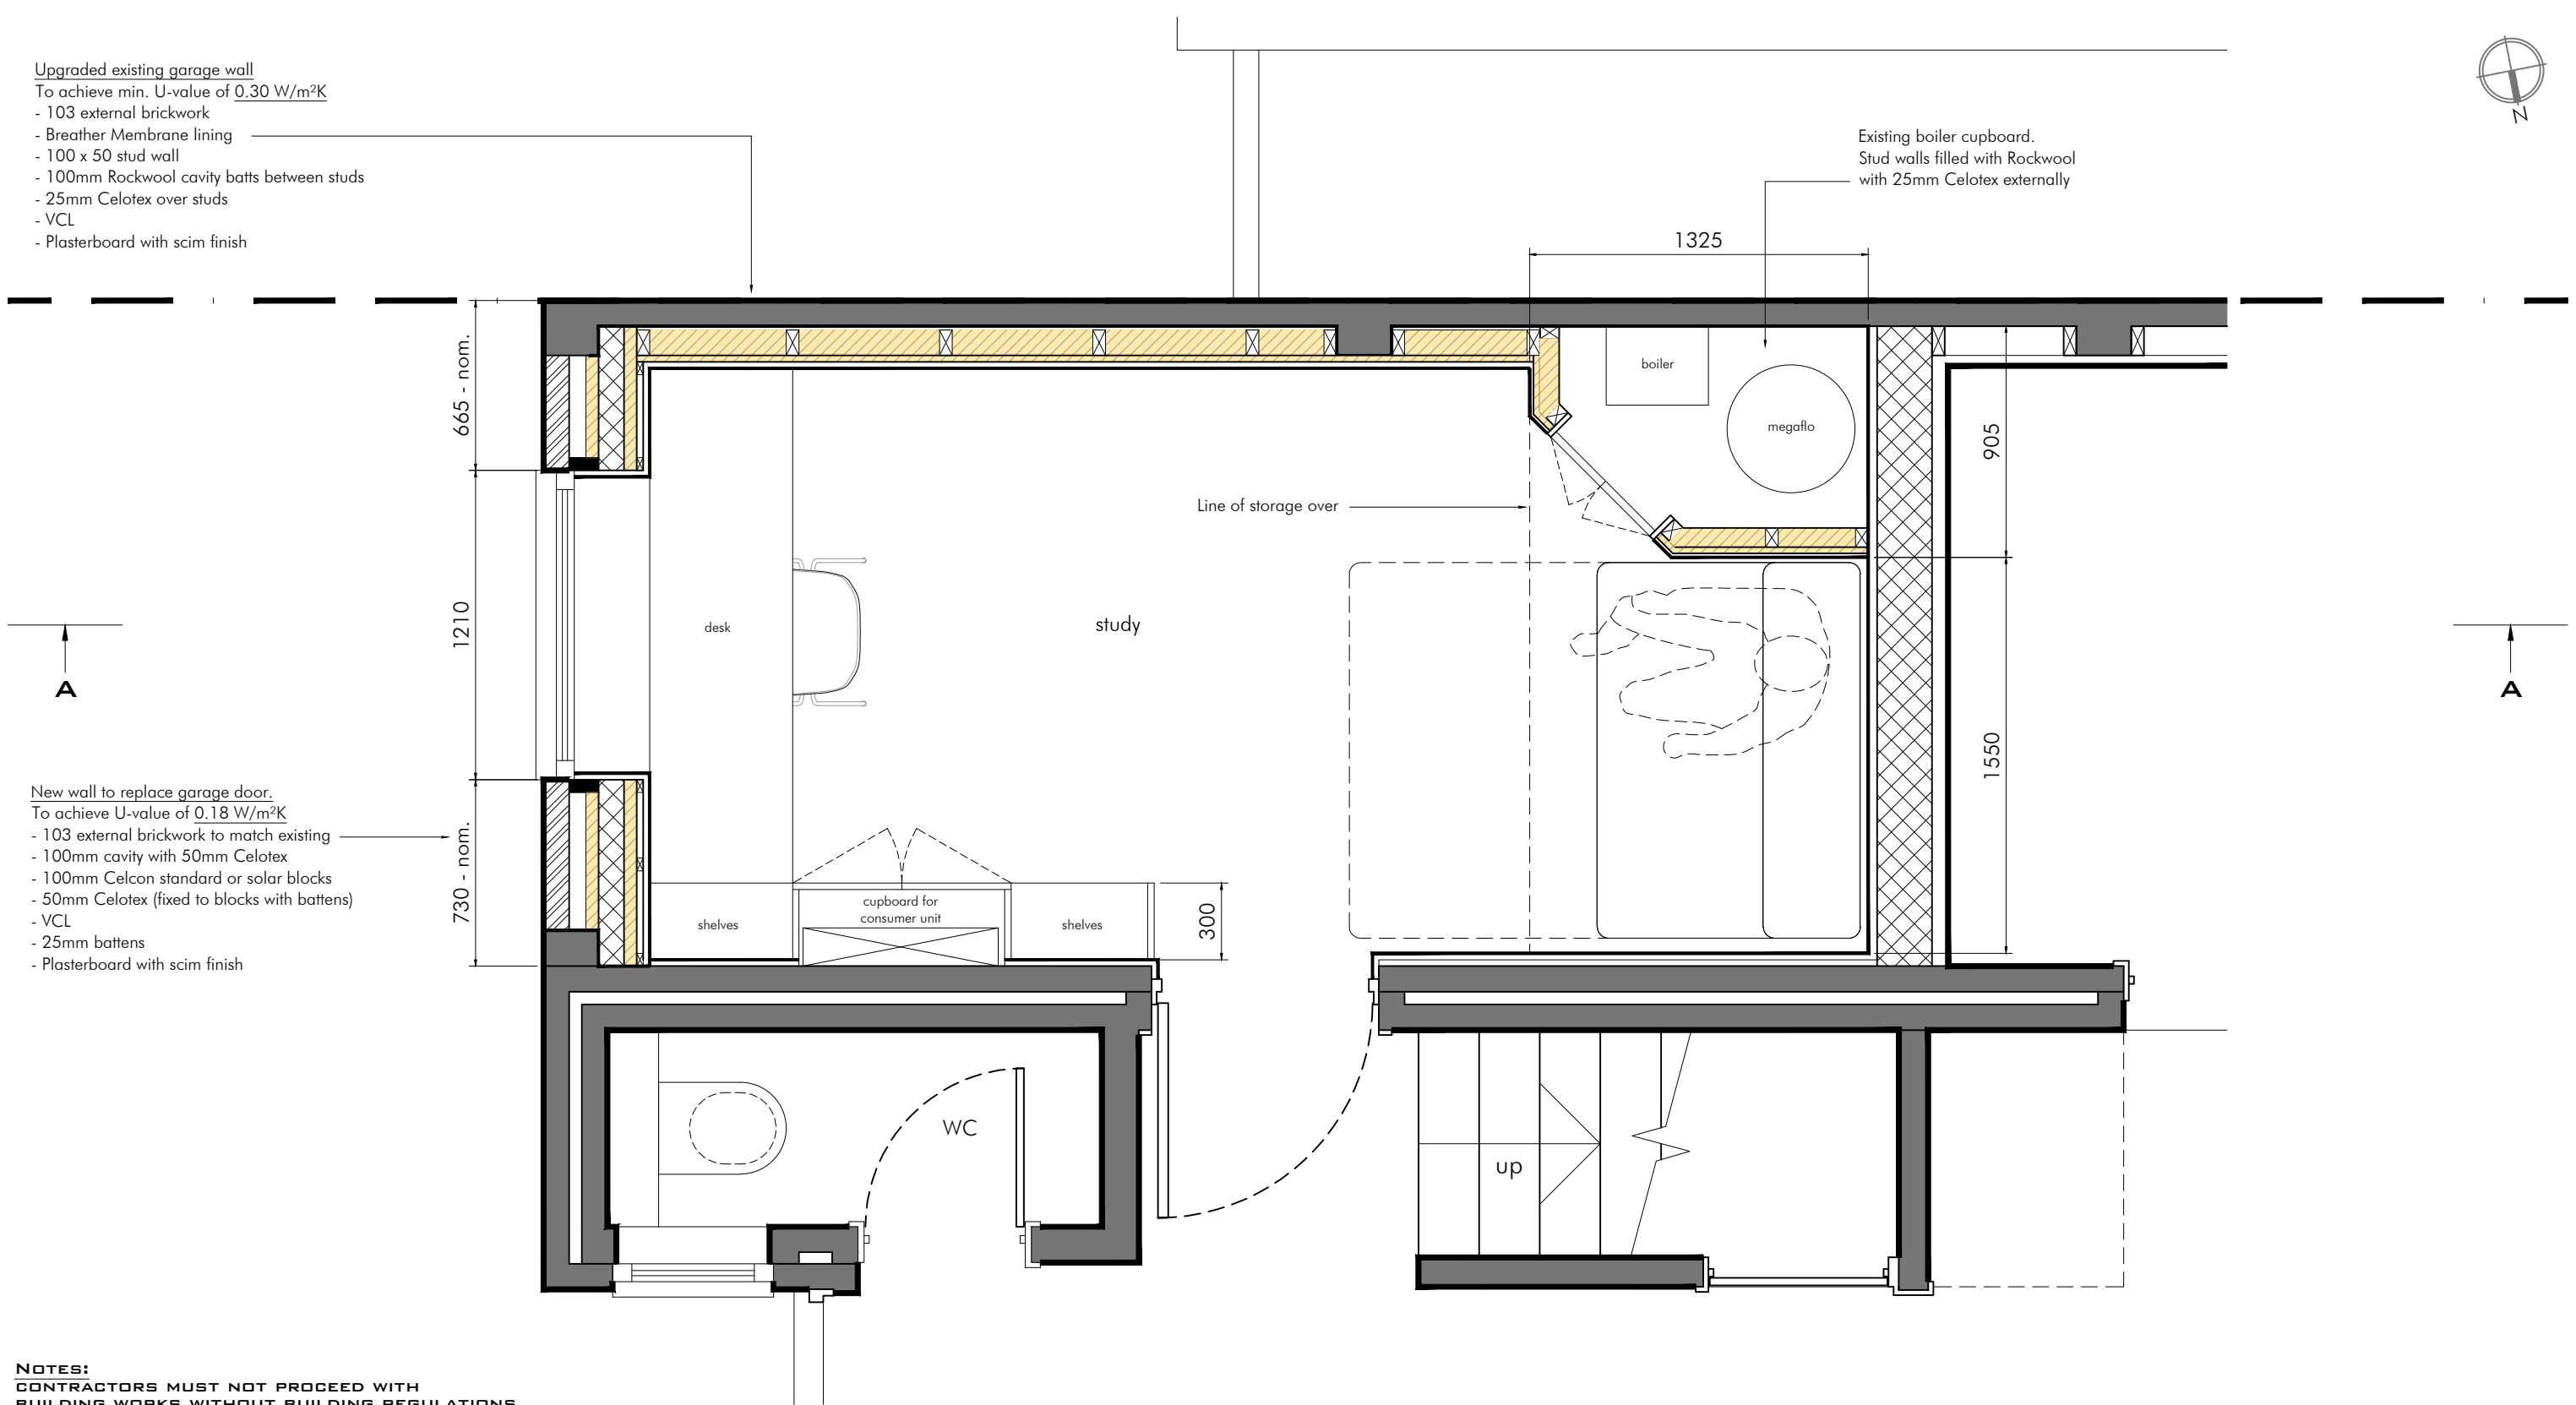 Upgraded existing garage wall
To achieve min. U-value of 0.30 W/m²K
- 103 external brickwork
- Breather Membrane lining
- 100 x 50 stud wall
- 100mm Rockwool cavity batts between studs
- 25mm Celotex over studs
- VCL
- Plasterboard with scim finish
N
Existing boiler cupboard.
Stud walls filled with Rockwool
with 25mm Celotex externally
1325
665 - nom.
boiler
megaflo
905
Line of storage over
1210
desk
study
A
A
1550
New wall to replace garage door.
To achieve U-value of 0.18 W/m²K
- 103 external brickwork to match existing
- 100mm cavity with 50mm Celotex
- 100mm Celcon standard or solar blocks
- 50mm Celotex (fixed to blocks with battens)
- VCL
- 25mm battens
- Plasterboard with scim finish
730 - nom.
shelves
cupboard for
consumer unit
shelves
300
WC
up
NOTES:
CONTRACTORS MUST NOT PROCEED WITH
BUILDING WORKS WITHOUT BUILDING REGULATIONS